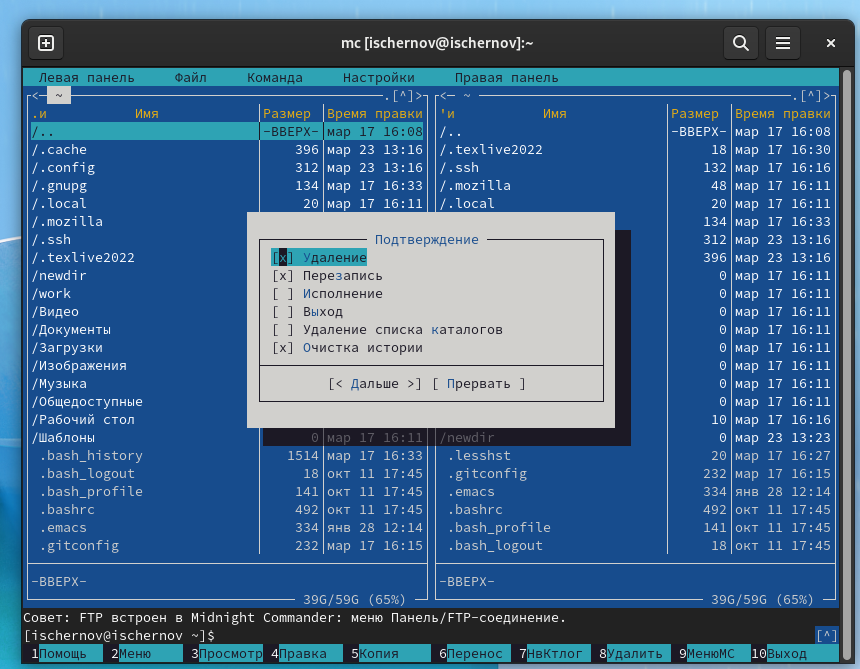 mc [ischernov@ischernov]:~
Левая панель Файл Команда Настройки Правая панель
<— ~ .[^]> <— ~ .[^]>
.и Имя Размер Время правки 'и Имя Размер Время правки
/.. -ВВЕРХ- мар 17 16:08 /.. -ВВЕРХ- мар 17 16:08
/.cache 396 мар 23 13:16 /.texlive2022 18 мар 17 16:30
/.config 312 мар 23 13:16 /.ssh 132 мар 17 16:16
/.gnupg 134 мар 17 16:33 /.mozilla 48 мар 17 16:11
/.local 20 мар 17 16:11 /.local 20 мар 17 16:11
/.mozilla 134 мар 17 16:33
/.ssh Подтверждение 312 мар 23 13:16
/.texlive2022 [x] Удаление 396 мар 23 13:16
/newdir [x] Перезапись 0 мар 17 16:11
/work [ ] Исполнение 0 мар 17 16:11
/Видео [ ] Выход 0 мар 17 16:11
/Документы [ ] Удаление списка каталогов 0 мар 17 16:11
/Загрузки [x] Очистка истории 0 мар 17 16:11
/Изображения 0 мар 17 16:11
/Музыка [< Дальше >] [ Прервать ] 0 мар 17 16:11
/Общедоступные 0 мар 17 16:11
/Рабочий стол 10 мар 17 16:16
/Шаблоны 0 мар 17 16:11 /newdir 0 мар 23 13:23
.bash_history 1514 мар 17 16:33 .lesshst 20 мар 17 16:27
.bash_logout 18 окт 11 17:45 .gitconfig 232 мар 17 16:15
.bash_profile 141 окт 11 17:45 .emacs 334 янв 28 12:14
.bashrc 492 окт 11 17:45 .bashrc 492 окт 11 17:45
.emacs 334 янв 28 12:14 .bash_profile 141 окт 11 17:45
.gitconfig 232 мар 17 16:15 .bash_logout 18 окт 11 17:45
-ВВЕРХ- -ВВЕРХ-
39G/59G (65%) 39G/59G (65%)
Совет: FTP встроен в Midnight Commander: меню Панель/FTP-соединение.
[ischernov@ischernov ~]$ [^]
1Помощь 2Меню 3Просмотр 4Правка 5Копия 6Перенос 7НвКтлог 8Удалить 9МенюMC 10Выход